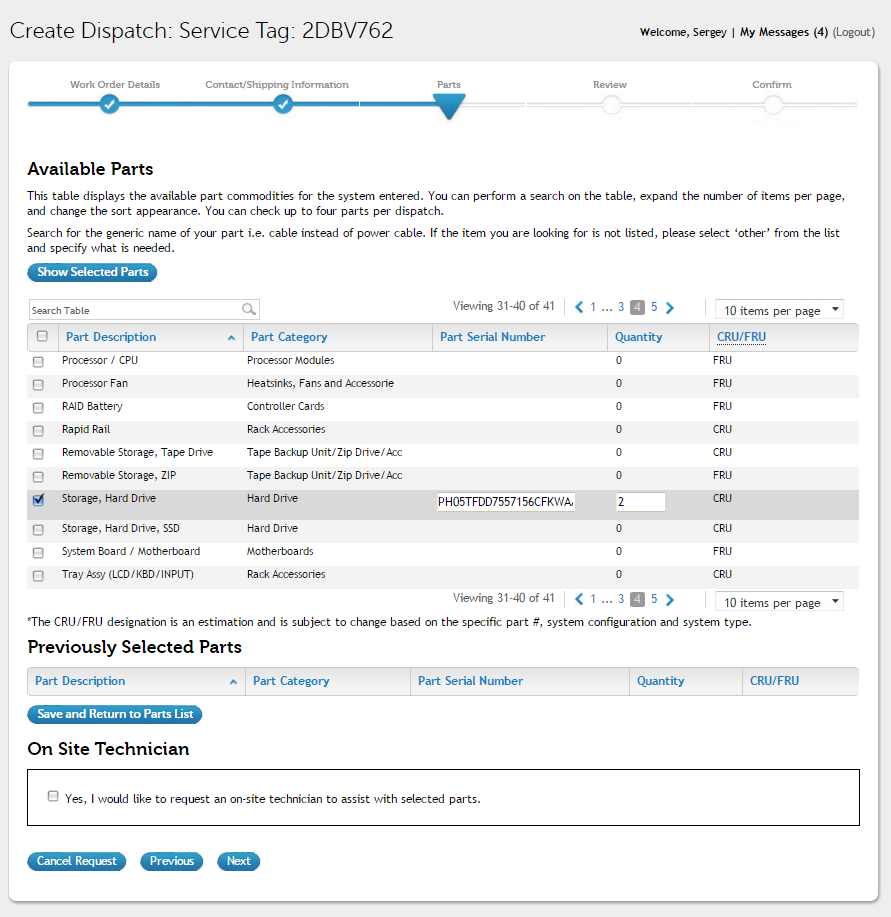 Create Dispatch: Service Tag: 2DBV762
Welcome, Sergey | My Messages (4) (Logout)
Work Order Details Contact/Shipping Information Parts Review Confirm
Available Parts
This table displays the available part commodities for the system entered. You can perform a search on the table, expand the number of items per page,
and change the sort appearance. You can check up to four parts per dispatch.
Search for the generic name of your part i.e. cable instead of power cable. If the item you are looking for is not listed, please select ‘other’ from the list
and specify what is needed.
Show Selected Parts
Search Table Viewing 31-40 of 41 1 ... 3 4 5 10 items per page
Part Description Part Category Part Serial Number Quantity CRU/FRU
Processor / CPU Processor Modules 0 FRU
Processor Fan Heatsinks, Fans and Accessorie 0 FRU
RAID Battery Controller Cards 0 FRU
Rapid Rail Rack Accessories 0 CRU
Removable Storage, Tape Drive Tape Backup Unit/Zip Drive/Acc 0 CRU
Removable Storage, ZIP Tape Backup Unit/Zip Drive/Acc 0 FRU
Storage, Hard Drive Hard Drive PH05TFDD7557156CFKWA 2 CRU
Storage, Hard Drive, SSD Hard Drive 0 CRU
System Board / Motherboard Motherboards 0 FRU
Tray Assy (LCD/KBD/INPUT) Rack Accessories 0 CRU
Viewing 31-40 of 41 1 ... 3 4 5 10 items per page
*The CRU/FRU designation is an estimation and is subject to change based on the specific part #, system configuration and system type.
Previously Selected Parts
Part Description Part Category Part Serial Number Quantity CRU/FRU
Save and Return to Parts List
On Site Technician
Yes, I would like to request an on-site technician to assist with selected parts.
Cancel Request Previous Next